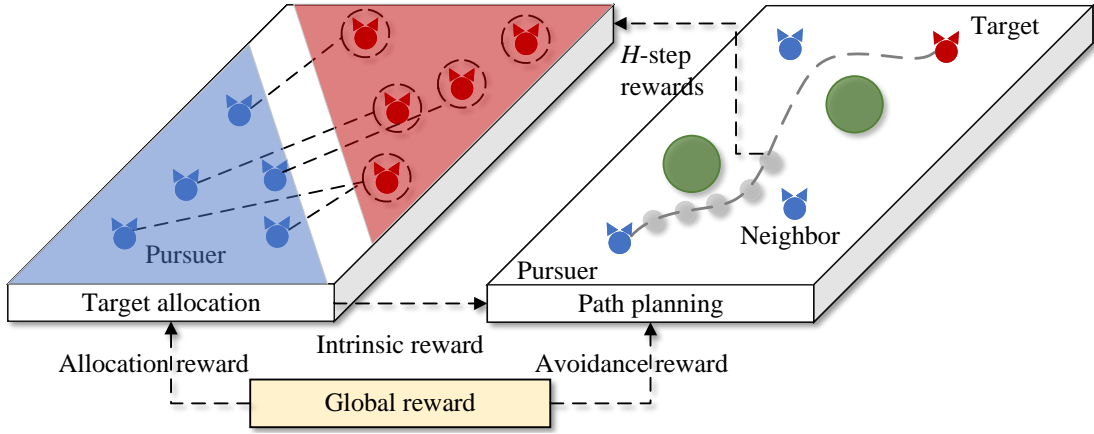 Target
H-step
rewards
Neighbor
Pursuer
Pursuer
Target allocation
Path planning
Intrinsic reward
Allocation reward
Avoidance reward
Global reward